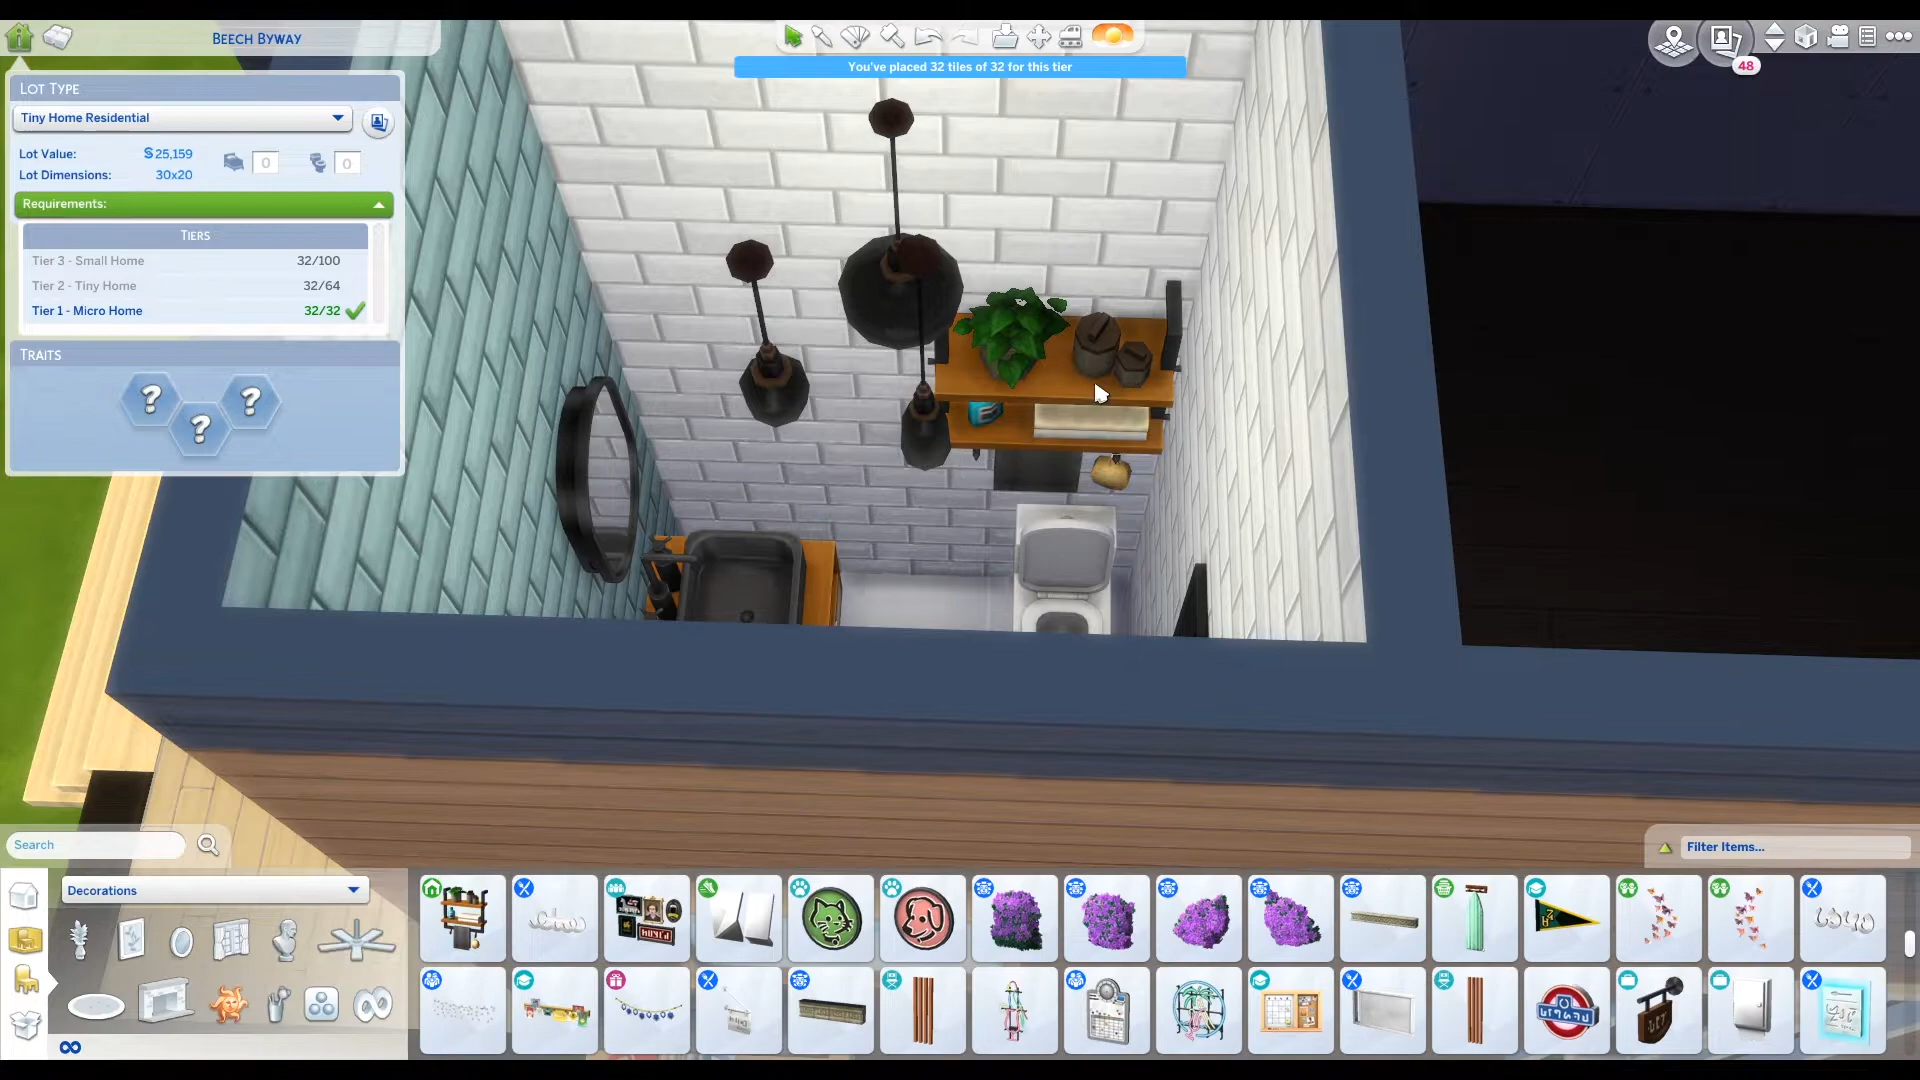 BEECH BYWAY
You've placed 32 tiles of 32 for this tier
48
LOT TYPE
Tiny Home Residential
Lot Value: §25,159
0
0
Lot Dimensions: 30x20
Requirements:
TIERS
Tier 3 - Small Home 32/100
Tier 2 - Tiny Home 32/64
Tier 1 - Micro Home 32/32
TRAITS
? ? ?
Search
Filter Items...
Decorations